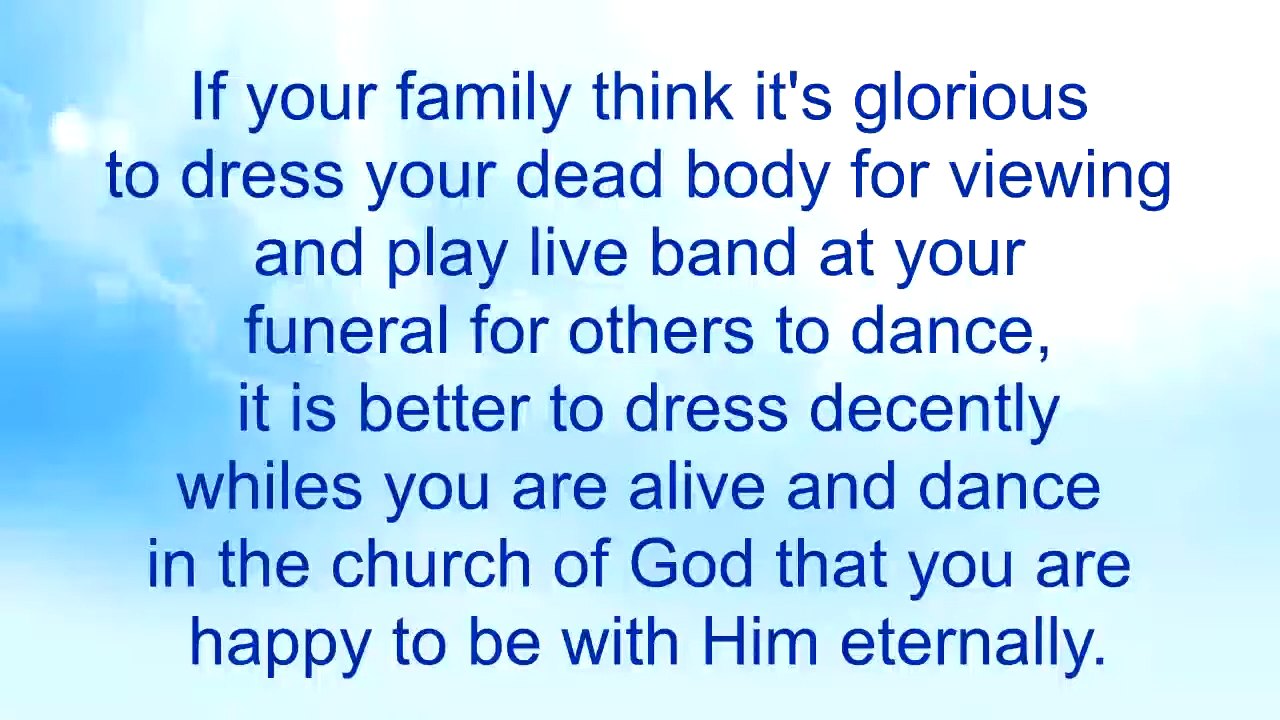 If your family think it's glorious
to dress your dead body for viewing
and play live band at your
funeral for others to dance,
it is better to dress decently
whiles you are alive and dance
in the church of God that you are
happy to be with Him eternally.